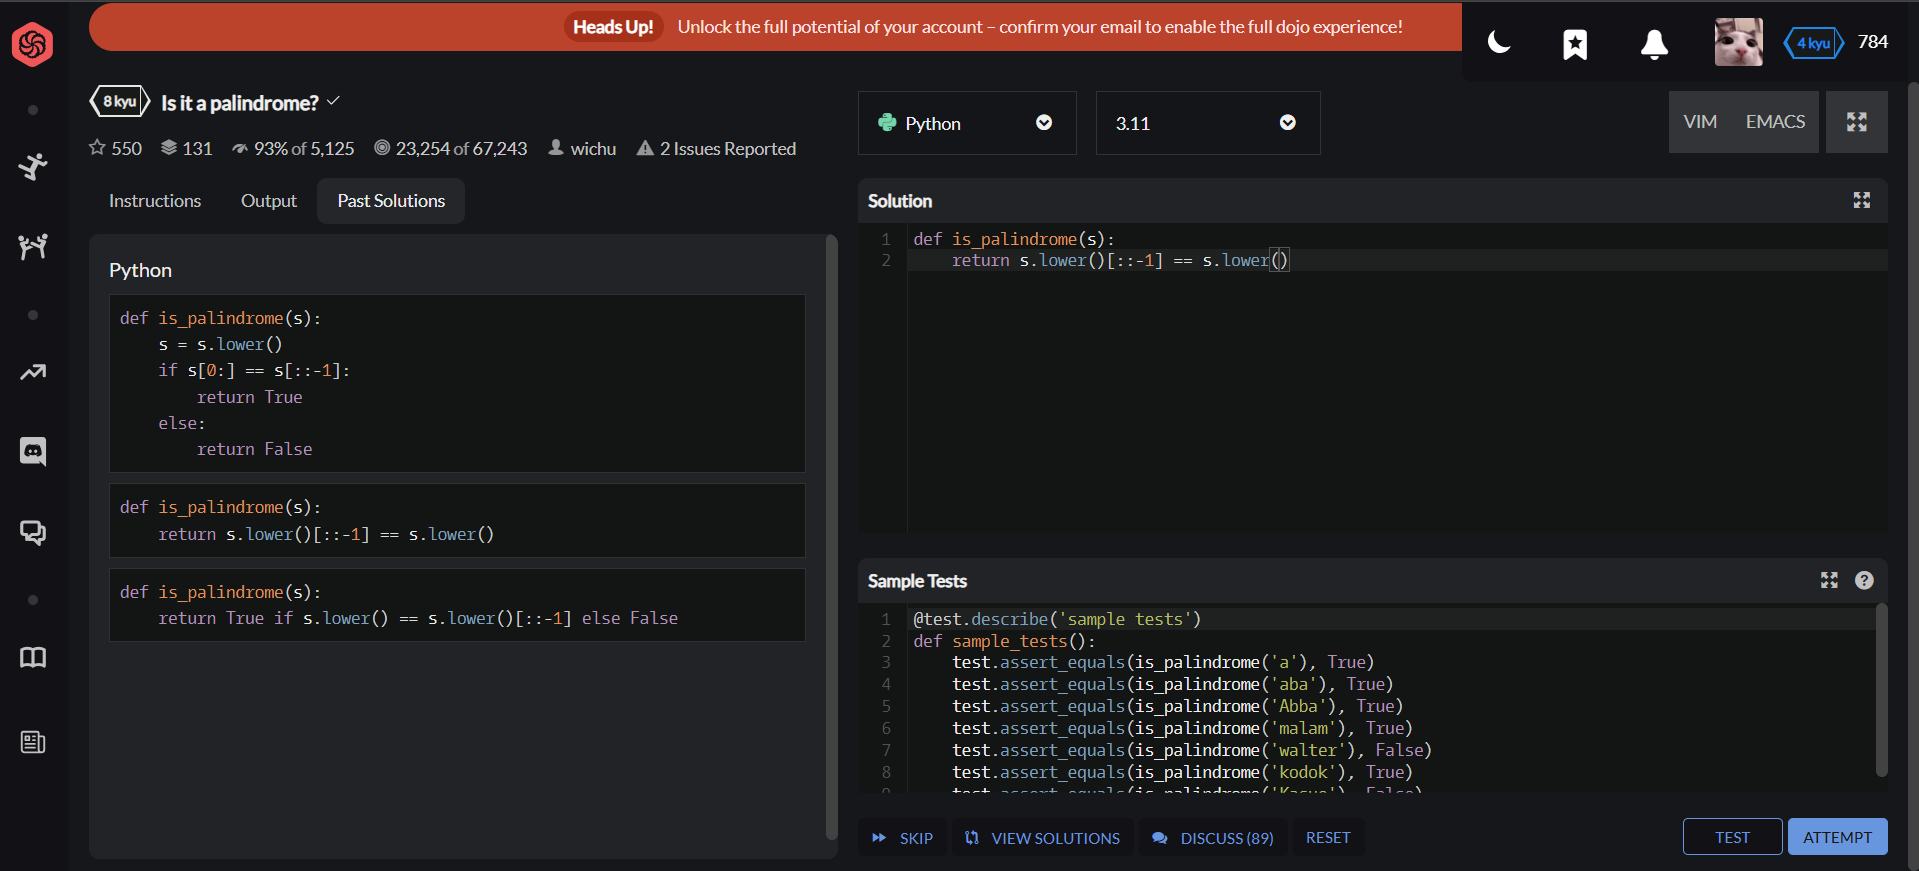 Heads Up! Unlock the full potential of your account – confirm your email to enable the full dojo experience!
4 kyu 784
8 kyu Is it a palindrome?
550 131 93% of 5,125 23,254 of 67,243 wichu 2 Issues Reported
Instructions Output Past Solutions
Python
def is_palindrome(s):
    s = s.lower()
    if s[0:] == s[::-1]:
        return True
    else:
        return False
def is_palindrome(s):
    return s.lower()[::-1] == s.lower()
def is_palindrome(s):
    return True if s.lower() == s.lower()[::-1] else False
Python 3.11 VIM EMACS
Solution
1 def is_palindrome(s):
2     return s.lower()[::-1] == s.lower()
Sample Tests
1 @test.describe('sample tests')
2 def sample_tests():
3     test.assert_equals(is_palindrome('a'), True)
4     test.assert_equals(is_palindrome('aba'), True)
5     test.assert_equals(is_palindrome('Abba'), True)
6     test.assert_equals(is_palindrome('malam'), True)
7     test.assert_equals(is_palindrome('walter'), False)
8     test.assert_equals(is_palindrome('kodok'), True)
9     test.assert_equals(is_palindrome('Kasue'), False)
SKIP VIEW SOLUTIONS DISCUSS (89) RESET TEST ATTEMPT